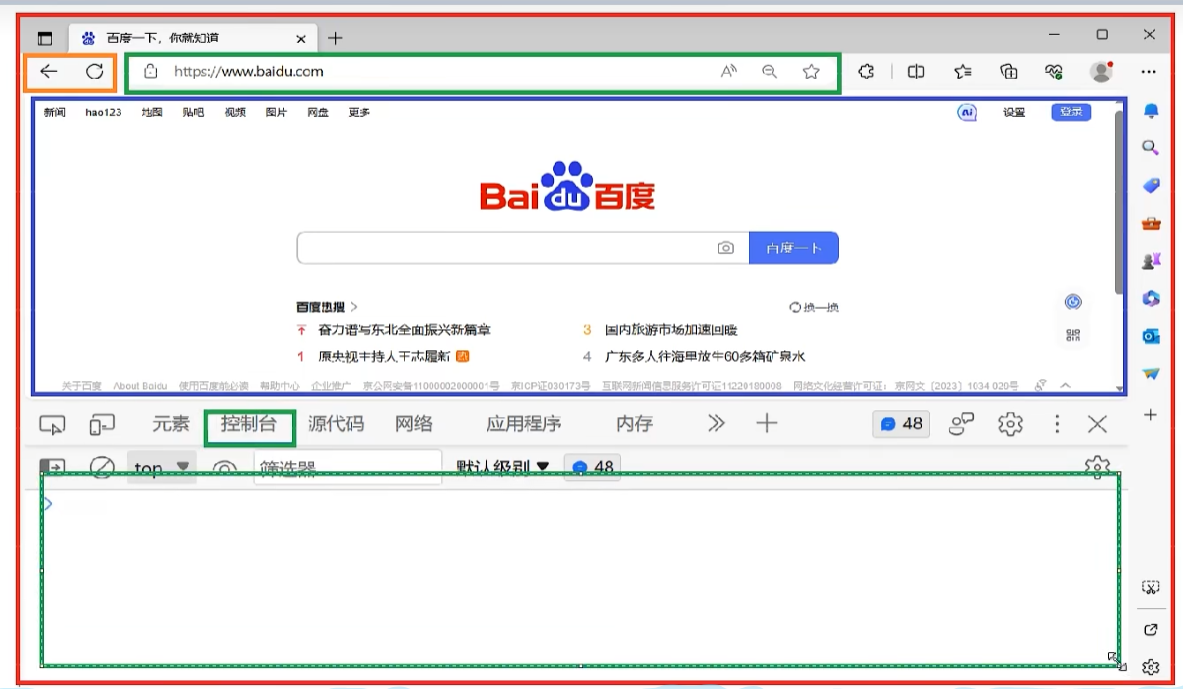 百度一下，你就知道
https://www.baidu.com
新闻 hao123 地图 贴吧 视频 图片 网盘 更多 设置 登录
Bai du 百度
百度一下
百度热搜 换一换
奋力谱写东北全面振兴新篇章 3 国内旅游市场加速回暖
1 原央视主持人王志履新 热 4 广东多人往海里放生60多箱矿泉水
关于百度 About Baidu 使用百度前必读 帮助中心 企业推广 京公网安备11000002000001号 京ICP证030173号 互联网新闻信息服务许可证11220180008 网络文化经营许可证：京网文〔2023〕1034-029号
元素 控制台 源代码 网络 应用程序 内存 48
top 筛选器 默认级别 48